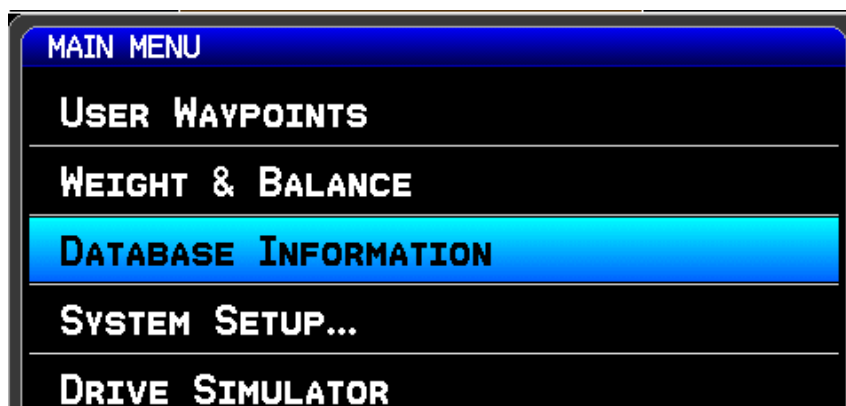 MAIN MENU
USER WAYPOINTS
WEIGHT & BALANCE
DATABASE INFORMATION
SYSTEM SETUP...
DRIVE SIMULATOR